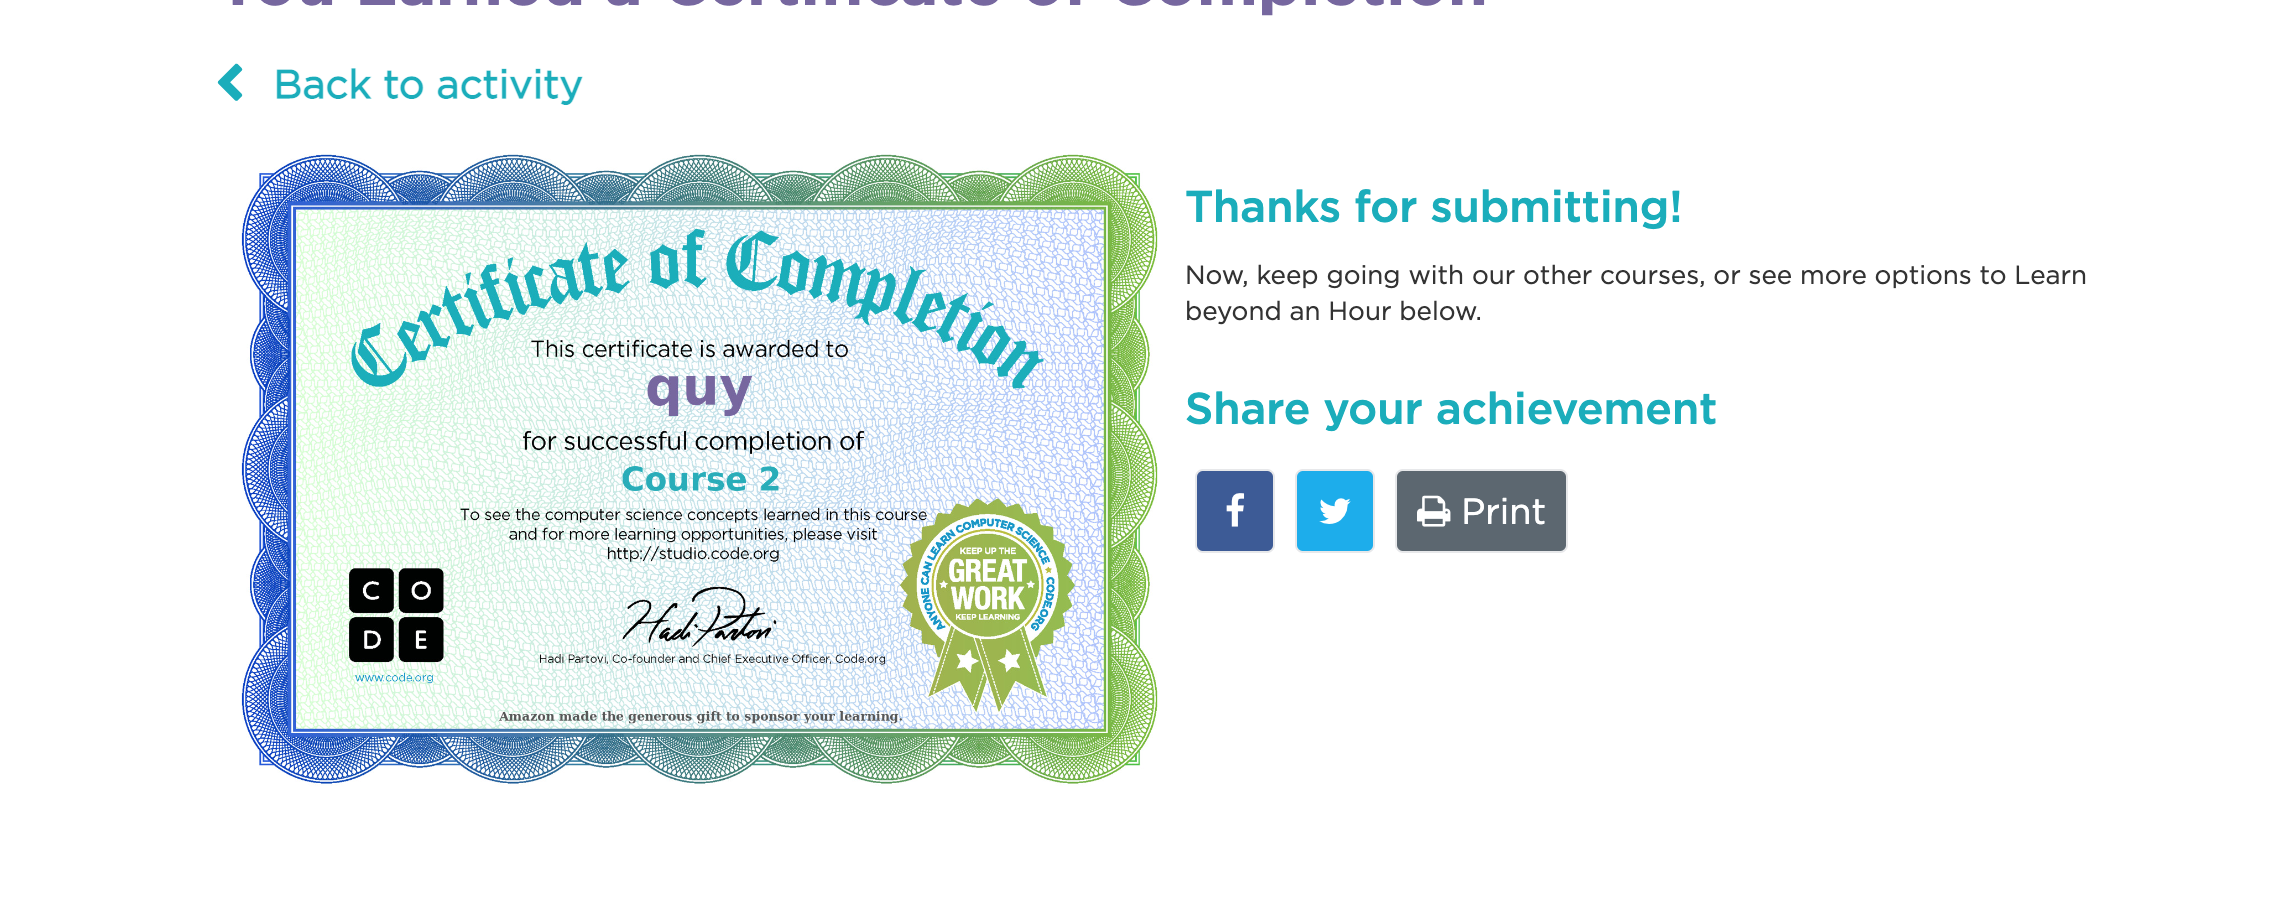 You Earned a Certificate of Completion
Back to activity
Certificate of Completion
This certificate is awarded to
quy
for successful completion of
Course 2
To see the computer science concepts learned in this course
and for more learning opportunities, please visit
http://studio.code.org
C O
D E
www.code.org
Hadi Partovi
Hadi Partovi, Co-founder and Chief Executive Officer, Code.org
ANYONE CAN LEARN COMPUTER SCIENCE ★ CODE.ORG
KEEP UP THE
GREAT
WORK
KEEP LEARNING
Amazon made the generous gift to sponsor your learning.
Thanks for submitting!
Now, keep going with our other courses, or see more options to Learn
beyond an Hour below.
Share your achievement
Print